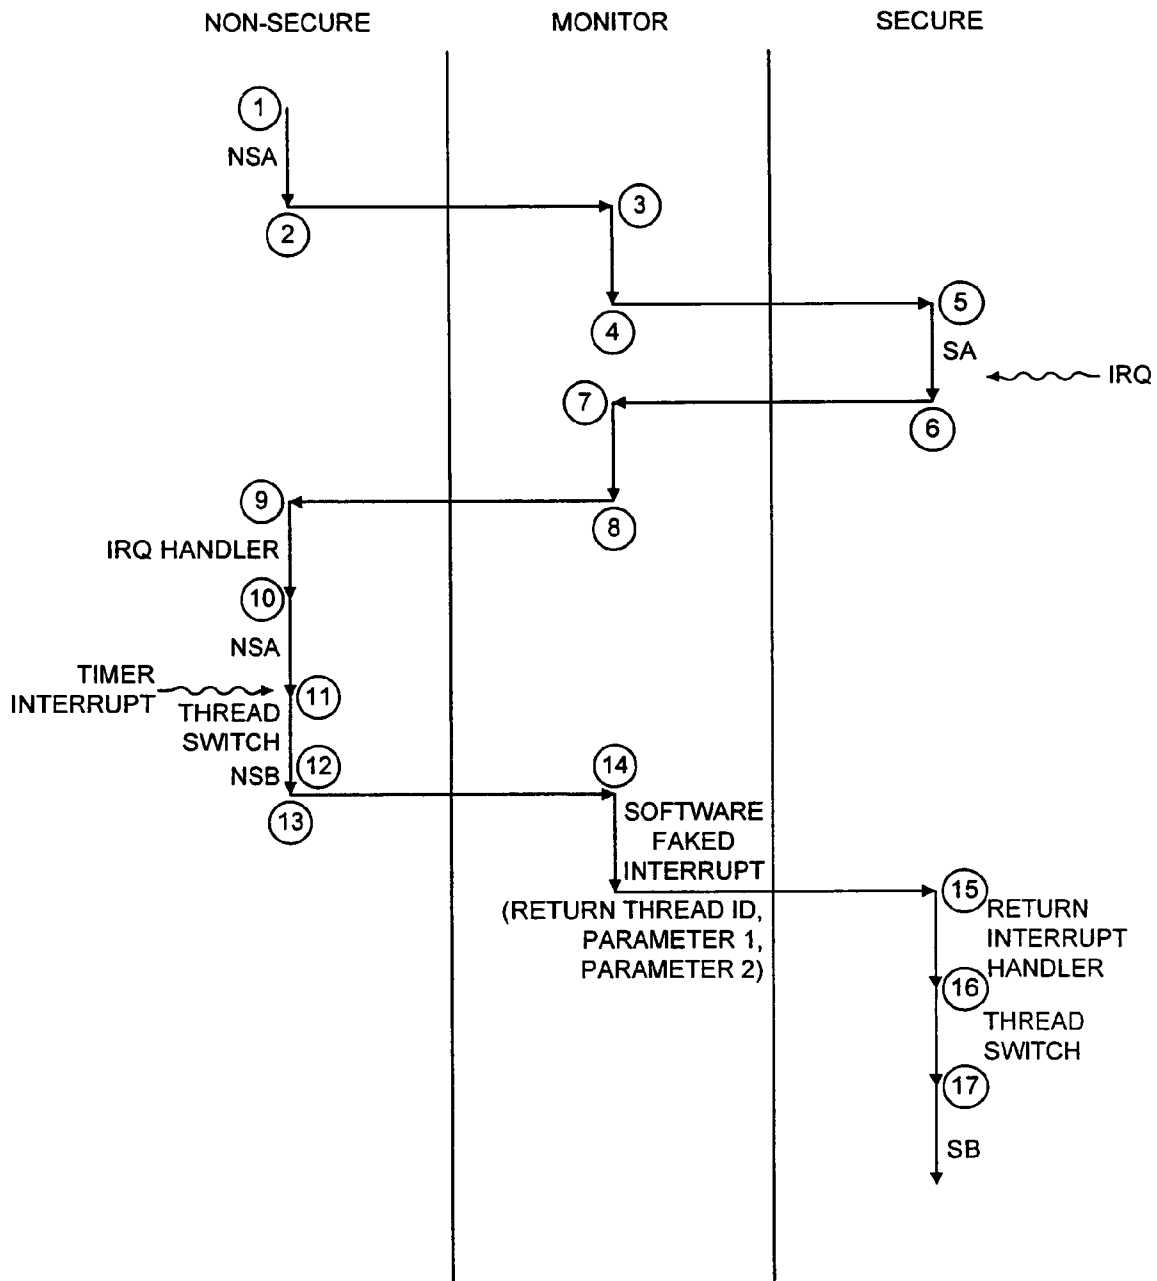 NON-SECURE
MONITOR
SECURE
1
NSA
2
3
4
5
SA
IRQ
6
7
8
9
IRQ HANDLER
10
NSA
TIMER
INTERRUPT
11
THREAD
SWITCH
12
NSB
13
14
SOFTWARE
FAKED
INTERRUPT
(RETURN THREAD ID,
PARAMETER 1,
PARAMETER 2)
15
RETURN
INTERRUPT
HANDLER
16
THREAD
SWITCH
17
SB